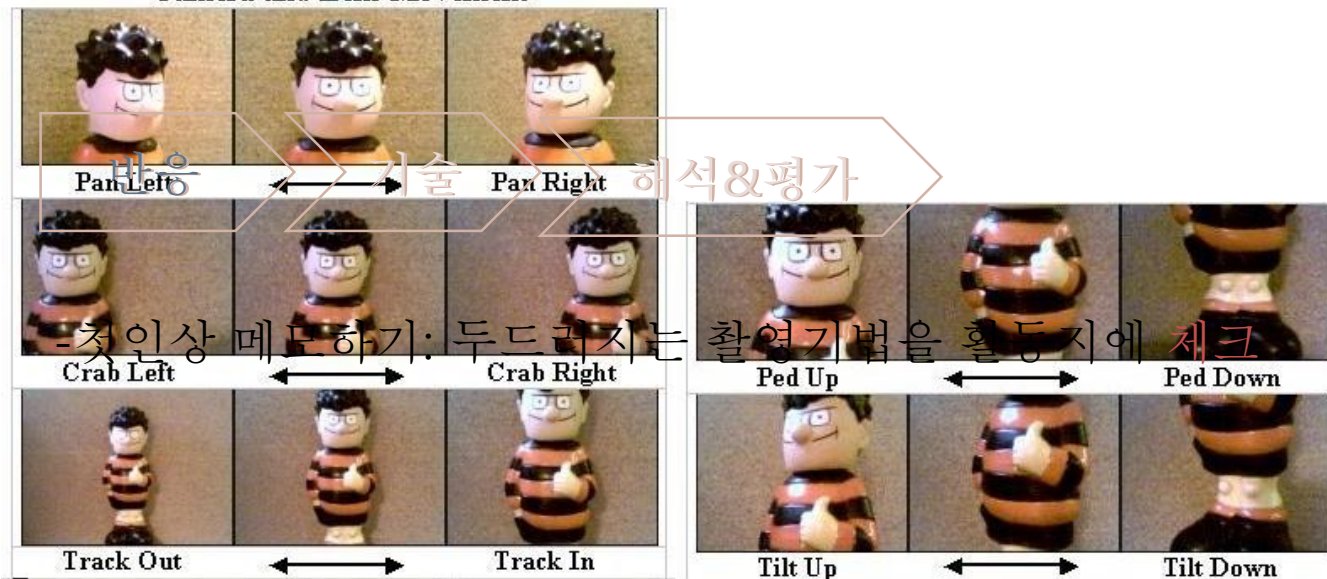 Pan Left Pan Right
반응 기술 해석&평가
-첫인상 메모하기: 두드러지는 촬영기법을 활동지에 체크
Crab Left Crab Right
Ped Up Ped Down
Track Out Track In
Tilt Up Tilt Down